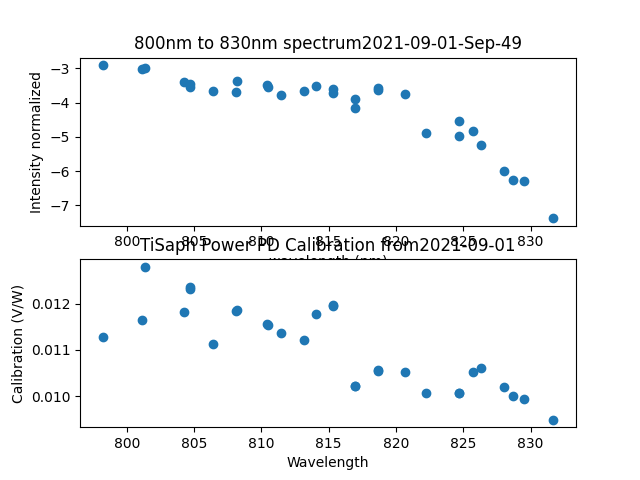 800nm to 830nm spectrum2021-09-01-Sep-49
Intensity normalized
−3
−4
−5
−6
−7
800 805 810 815 820 825 830
wavelength (nm)
TiSaph Power PD Calibration from2021-09-01
Calibration (V/W)
0.012
0.011
0.010
800 805 810 815 820 825 830
Wavelength